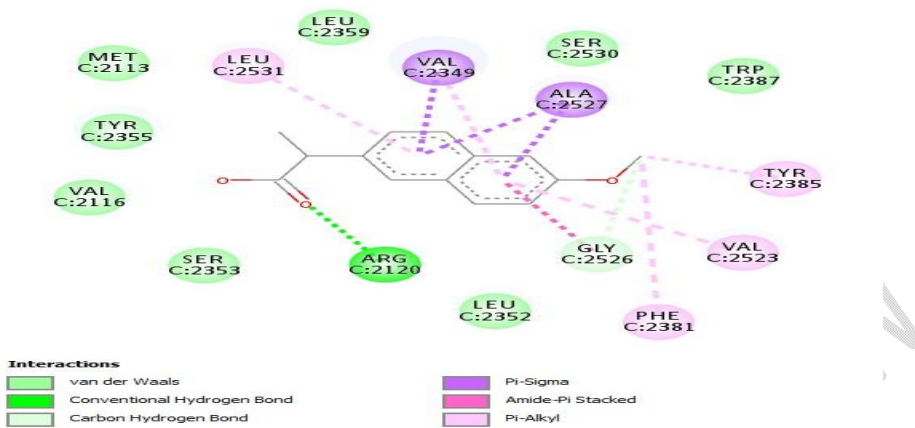 LEU
C:2359
MET
C:2113
LEU
C:2531
VAL
C:2349
SER
C:2530
TRP
C:2387
ALA
C:2527
TYR
C:2355
VAL
C:2116
TYR
C:2385
O
O
O
SER
C:2353
ARG
C:2120
GLY
C:2526
VAL
C:2523
LEU
C:2352
PHE
C:2381
Interactions
van der Waals
Conventional Hydrogen Bond
Carbon Hydrogen Bond
Pi-Sigma
Amide-Pi Stacked
Pi-Alkyl